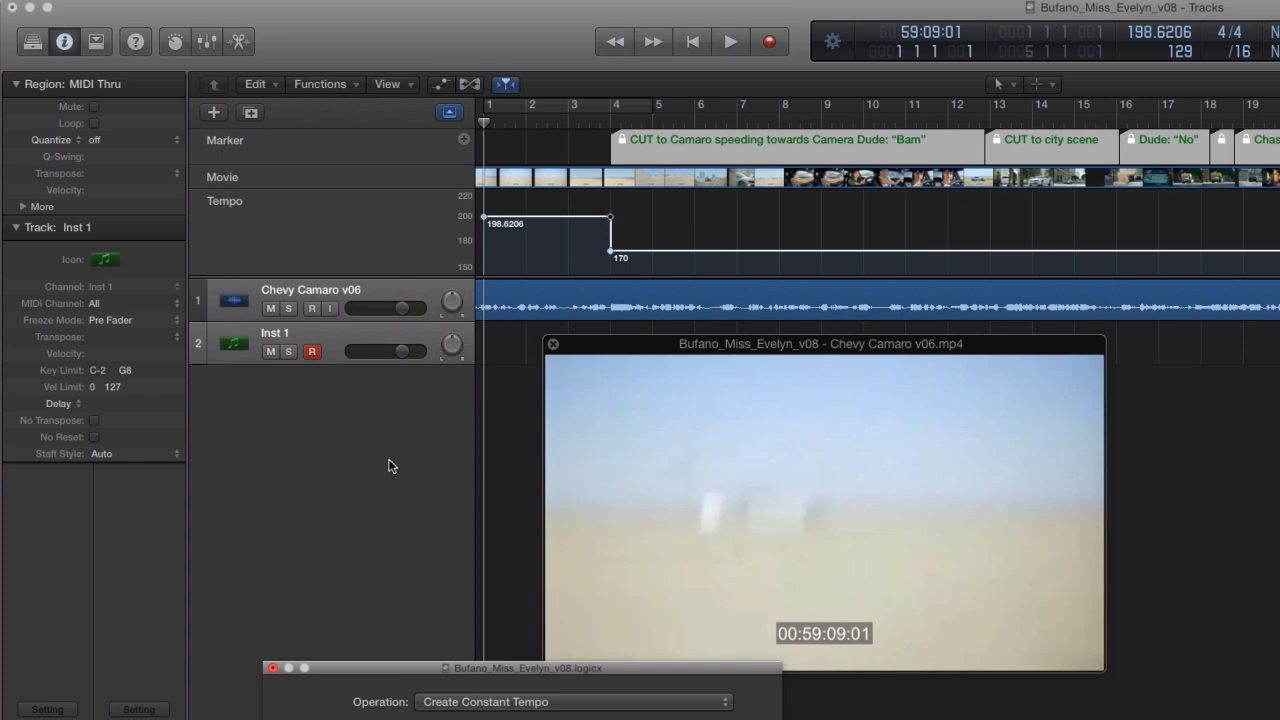 Bufano_Miss_Evelyn_v08 - Tracks
59:09:01
1 1 1 1
198.6206
129
4/4
/16
Region: MIDI Thru
Mute:
Loop:
Quantize off
Q-Swing:
Transpose:
Velocity:
More
Track: Inst 1
Icon:
Channel: Inst 1
MIDI Channel: All
Freeze Mode: Pre Fader
Transpose:
Velocity:
Key Limit: C-2 G8
Vel Limit: 0 127
Delay
No Transpose:
No Reset:
Staff Style: Auto
Setting Setting
Edit Functions View
1 2 3 4 5 6 7 8 9 10 11 12 13 14 15 16 17 18 19
Marker
CUT to Camaro speeding towards Camera Dude: “Bam”
CUT to city scene
Dude: “No”
Chas
Movie
Tempo
220
200
180
150
198.6206
170
1
Chevy Camaro v06
M S R I
L R
2
Inst 1
M S R
L R
Bufano_Miss_Evelyn_v08 - Chevy Camaro v06.mp4
00:59:09:01
Bufano_Miss_Evelyn_v08.logicx
Operation: Create Constant Tempo